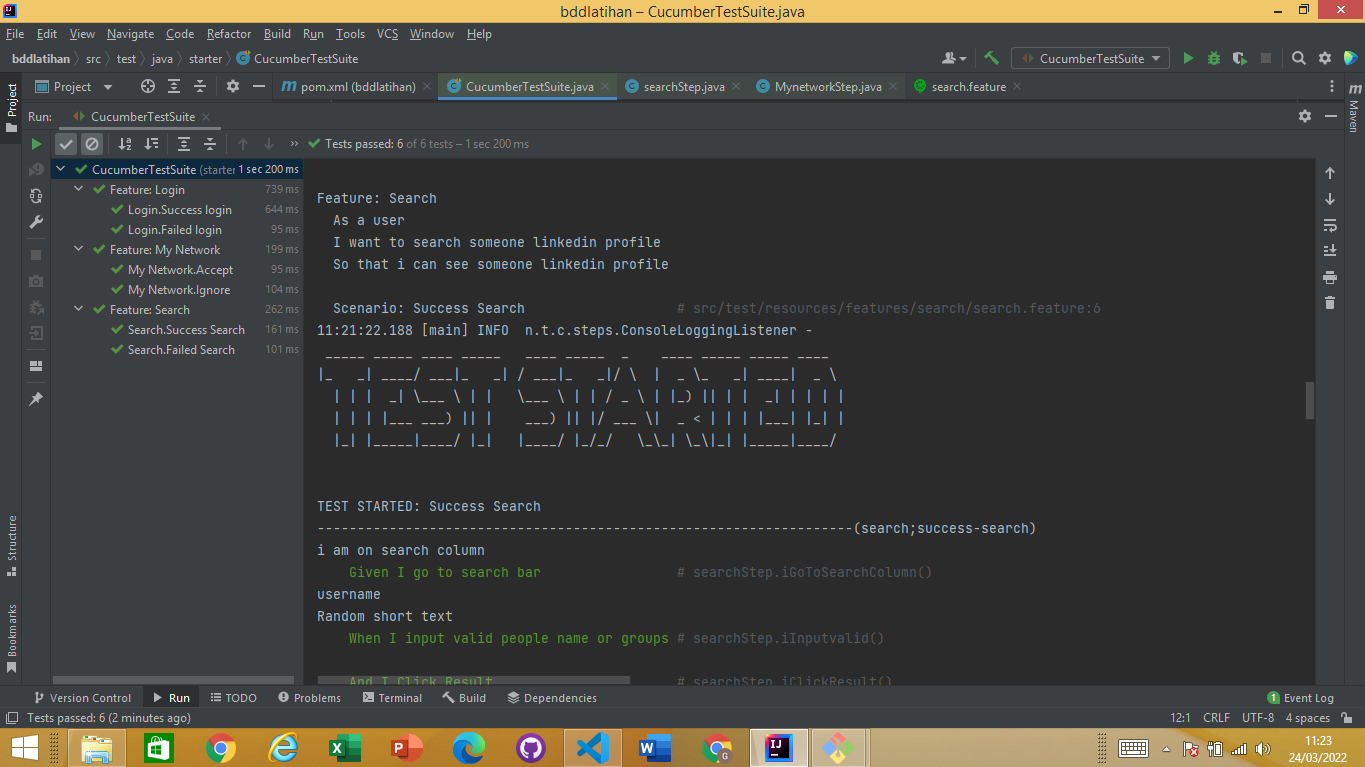 bddlatihan – CucumberTestSuite.java
File Edit View Navigate Code Refactor Build Run Tools VCS Window Help
bddlatihan src test java starter CucumberTestSuite
CucumberTestSuite
Project
pom.xml (bddlatihan) CucumberTestSuite.java searchStep.java MynetworkStep.java search.feature
Project
Maven
Run: CucumberTestSuite
Tests passed: 6 of 6 tests – 1 sec 200 ms
CucumberTestSuite (starter 1 sec 200 ms
Feature: Login 739 ms
Login.Success login 644 ms
Login.Failed login 95 ms
Feature: My Network 199 ms
My Network.Accept 95 ms
My Network.Ignore 104 ms
Feature: Search 262 ms
Search.Success Search 161 ms
Search.Failed Search 101 ms
Feature: Search
As a user
I want to search someone linkedin profile
So that i can see someone linkedin profile
Scenario: Success Search # src/test/resources/features/search/search.feature:6
11:21:22.188 [main] INFO n.t.c.steps.ConsoleLoggingListener -
TEST STARTED
TEST STARTED: Success Search
-------------------------------------------------------------------(search;success-search)
i am on search column
Given I go to search bar # searchStep.iGoToSearchColumn()
username
Random short text
When I input valid people name or groups # searchStep.iInputvalid()
And I Click Result # searchStep.iClickResult()
Structure
Bookmarks
Version Control Run TODO Problems Terminal Build Dependencies 1 Event Log
Tests passed: 6 (2 minutes ago) 12:1 CRLF UTF-8 4 spaces
11:23
24/03/2022